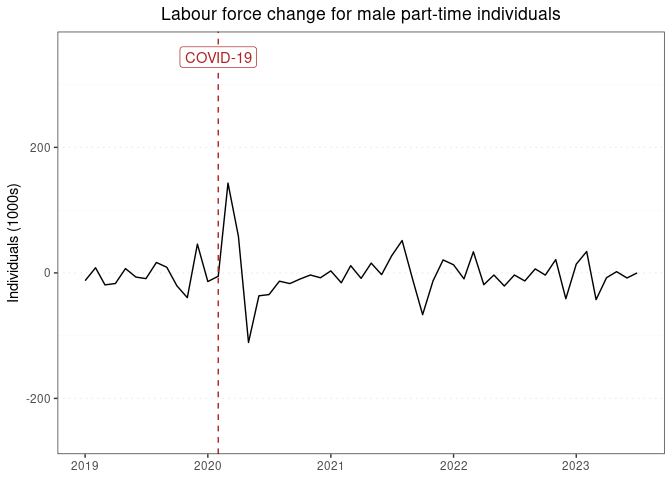 Labour force change for male part-time individuals
COVID-19
Individuals (1000s)
200
0
-200
2019 2020 2021 2022 2023